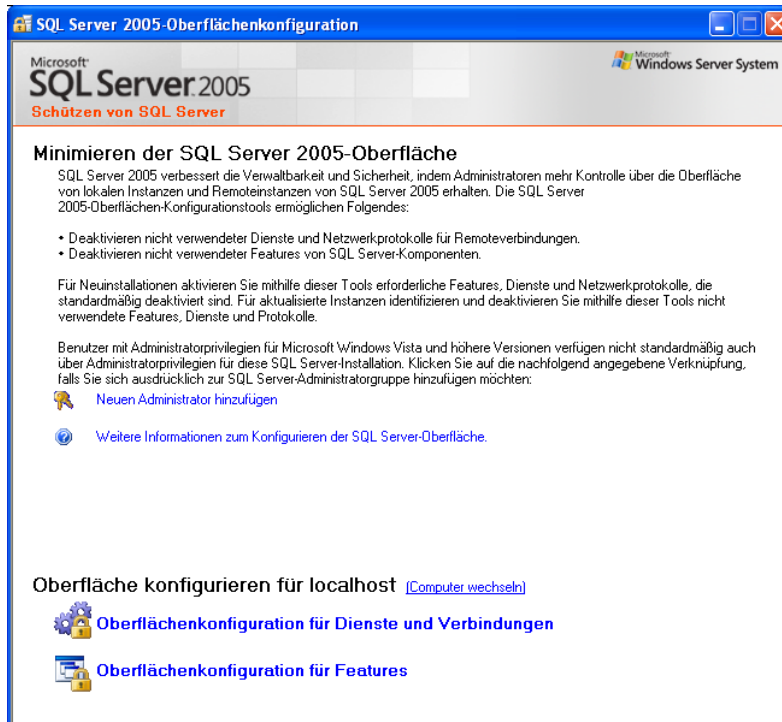 SQL Server 2005-Oberflächenkonfiguration
Microsoft
SQL Server 2005
Microsoft
Windows Server System
Schützen von SQL Server
Minimieren der SQL Server 2005-Oberfläche
SQL Server 2005 verbessert die Verwaltbarkeit und Sicherheit, indem Administratoren mehr Kontrolle über die Oberfläche
von lokalen Instanzen und Remoteinstanzen von SQL Server 2005 erhalten. Die SQL Server
2005-Oberflächen-Konfigurationstools ermöglichen Folgendes:
• Deaktivieren nicht verwendeter Dienste und Netzwerkprotokolle für Remoteverbindungen.
• Deaktivieren nicht verwendeter Features von SQL Server-Komponenten.
Für Neuinstallationen aktivieren Sie mithilfe dieser Tools erforderliche Features, Dienste und Netzwerkprotokolle, die
standardmäßig deaktiviert sind. Für aktualisierte Instanzen identifizieren und deaktivieren Sie mithilfe dieser Tools nicht
verwendete Features, Dienste und Protokolle.
Benutzer mit Administratorprivilegien für Microsoft Windows Vista und höhere Versionen verfügen nicht standardmäßig auch
über Administratorprivilegien für diese SQL Server-Installation. Klicken Sie auf die nachfolgend angegebene Verknüpfung,
falls Sie sich ausdrücklich zur SQL Server-Administratorgruppe hinzufügen möchten:
Neuen Administrator hinzufügen
Weitere Informationen zum Konfigurieren der SQL Server-Oberfläche.
Oberfläche konfigurieren für localhost (Computer wechseln)
Oberflächenkonfiguration für Dienste und Verbindungen
Oberflächenkonfiguration für Features